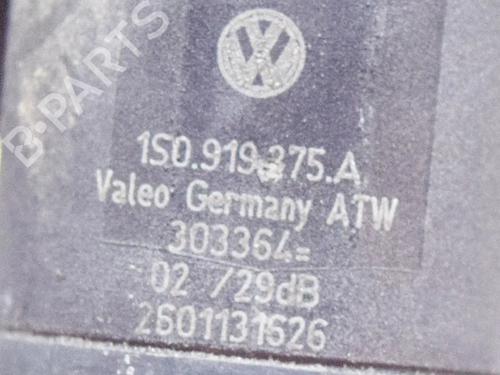 B-PARTS
1S0.919.275.A
Valeo Germany ATW
303364=
02 /29dB
2601131626